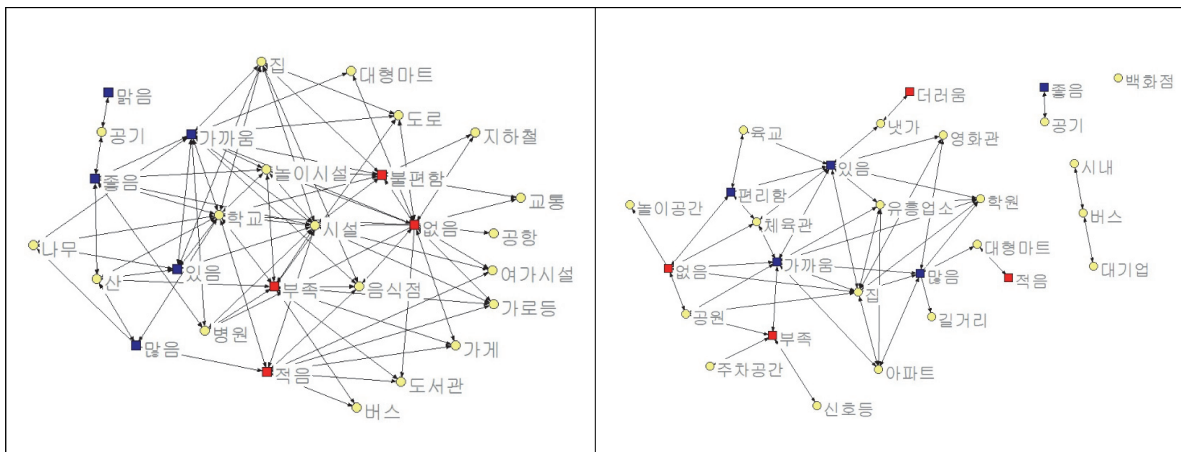 집
대형마트
맑음
도로
공기
가까움
지하철
놀이시설
불편함
좋음
교통
학교
시설
없음
공항
나무
있음
여가시설
산
부족
음식점
가로등
병원
많음
가게
적음
도서관
버스
백화점
더러움
좋음
공기
육교
냇가
영화관
있음
시내
편리함
놀이공간
체육관
유흥업소
학원
버스
대형마트
없음
가까움
많음
적음
대기업
집
공원
길거리
부족
주차공간
아파트
신호등